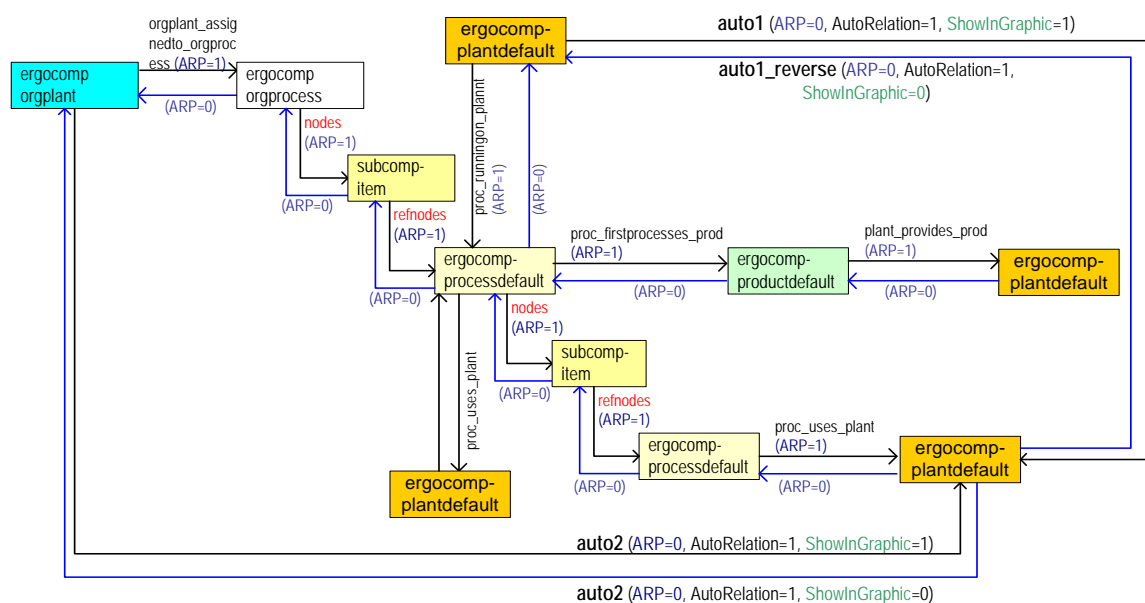 orgplant_assig
nedto_orgproc
ess (ARP=1)
ergocomp-
plantdefault
auto1 (ARP=0, AutoRelation=1, ShowInGraphic=1)
auto1_reverse (ARP=0, AutoRelation=1,
ShowInGraphic=0)
ergocomp
orgplant
ergocomp
orgprocess
(ARP=0)
nodes
(ARP=1)
subcomp-
item
(ARP=0)
proc_runningon_plannt
(ARP=1)
(ARP=0)
refnodes
(ARP=1)
ergocomp-
processdefault
(ARP=0)
proc_firstprocesses_prod
(ARP=1)
(ARP=0)
ergocomp-
productdefault
plant_provides_prod
(ARP=1)
(ARP=0)
ergocomp-
plantdefault
nodes
(ARP=1)
subcomp-
item
(ARP=0)
proc_uses_plant
refnodes
(ARP=1)
ergocomp-
processdefault
(ARP=0)
proc_uses_plant
(ARP=1)
(ARP=0)
ergocomp-
plantdefault
ergocomp-
plantdefault
auto2 (ARP=0, AutoRelation=1, ShowInGraphic=1)
auto2 (ARP=0, AutoRelation=1, ShowInGraphic=0)